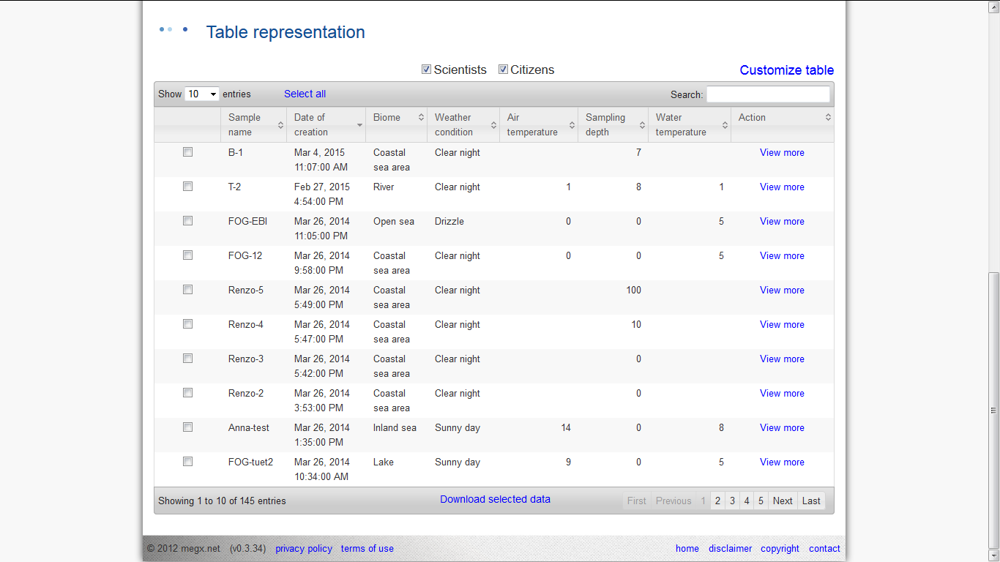 Table representation
Scientists Citizens Customize table
Show 10 entries Select all Search:
Sample name Date of creation Biome Weather condition Air temperature Sampling depth Water temperature Action
B-1 Mar 4, 2015 11:07:00 AM Coastal sea area Clear night 7 View more
T-2 Feb 27, 2015 4:54:00 PM River Clear night 1 8 1 View more
FOG-EBI Mar 26, 2014 11:05:00 PM Open sea Drizzle 0 0 5 View more
FOG-12 Mar 26, 2014 9:58:00 PM Coastal sea area Clear night 0 0 5 View more
Renzo-5 Mar 26, 2014 5:49:00 PM Coastal sea area Clear night 100 View more
Renzo-4 Mar 26, 2014 5:47:00 PM Coastal sea area Clear night 10 View more
Renzo-3 Mar 26, 2014 5:42:00 PM Coastal sea area Clear night 0 View more
Renzo-2 Mar 26, 2014 3:53:00 PM Coastal sea area Clear night 0 View more
Anna-test Mar 26, 2014 1:35:00 PM Inland sea Sunny day 14 0 8 View more
FOG-tuet2 Mar 26, 2014 10:34:00 AM Lake Sunny day 9 0 5 View more
Showing 1 to 10 of 145 entries Download selected data First Previous 1 2 3 4 5 Next Last
© 2012 megx.net (v0.3.34) privacy policy terms of use home disclaimer copyright contact